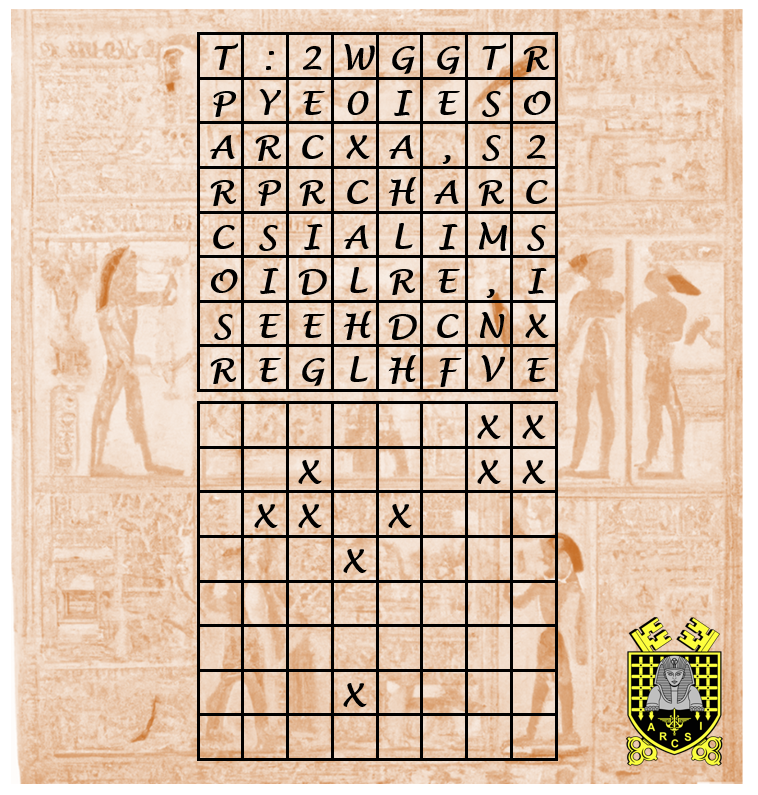 T : 2 W G G T R
P Y E O I E S O
A R C X A , S 2
R P R C H A R C
C S I A L I M S
O I D L R E , I
S E E H D C N X
R E G L H F V E
X X
X X X
X X X
X
X
A R C S I